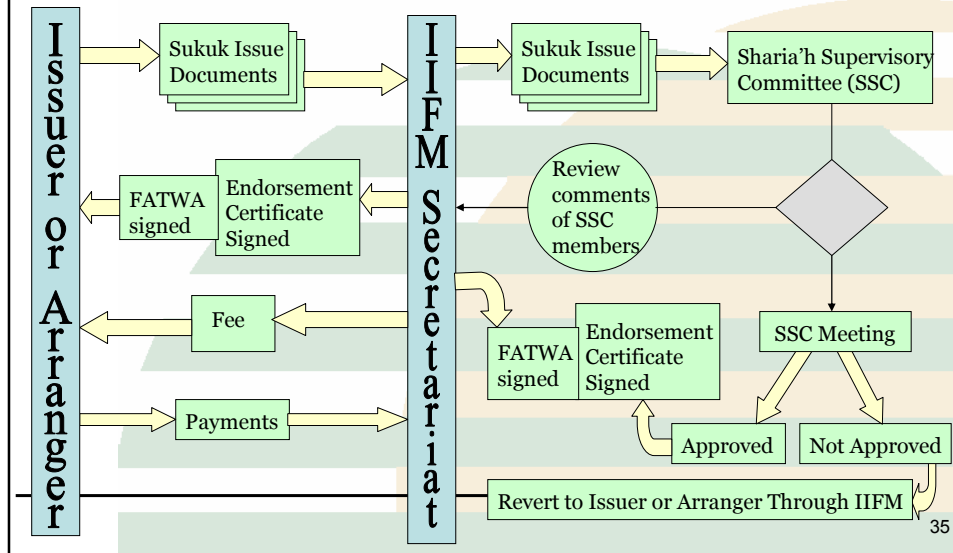 Issuer or Arranger
Sukuk Issue
Documents
IIFM Secretariat
Sukuk Issue
Documents
Sharia’h Supervisory
Committee (SSC)
FATWA
signed
Endorsement
Certificate
Signed
Review
comments
of SSC
members
Fee
FATWA
signed
Endorsement
Certificate
Signed
SSC Meeting
Payments
Approved
Not Approved
Revert to Issuer or Arranger Through IIFM
35